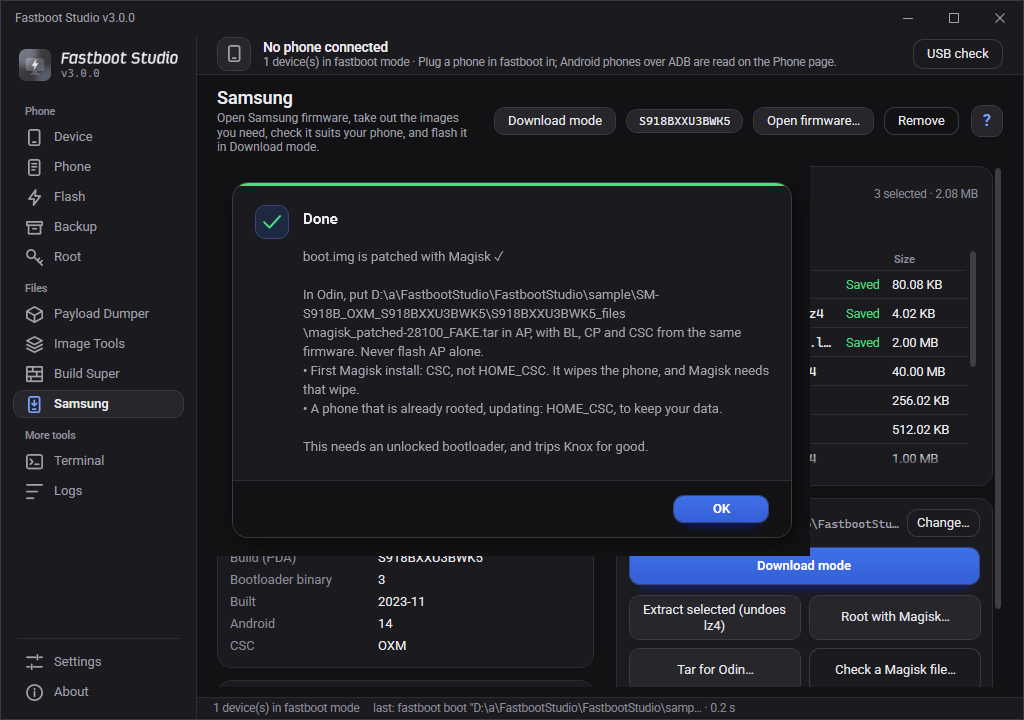 Fastboot Studio v3.0.0
Fastboot Studio
v3.0.0
Phone
Device
Phone
Flash
Backup
Root
Files
Payload Dumper
Image Tools
Build Super
Samsung
More tools
Terminal
Logs
Settings
About
No phone connected
1 device(s) in fastboot mode · Plug a phone in fastboot in; Android phones over ADB are read on the Phone page.
USB check
Samsung
Open Samsung firmware, take out the images
you need, check it suits your phone, and flash it
in Download mode.
Download mode
S918BXXU3BWK5
Open firmware...
Remove
?
3 selected · 2.08 MB
Size
Saved 80.08 KB
z4 Saved 4.02 KB
.l... Saved 2.00 MB
4 40.00 MB
256.02 KB
512.02 KB
4 1.00 MB
Done
boot.img is patched with Magisk ✓
In Odin, put D:\a\FastbootStudio\FastbootStudio\sample\SM-
S918B_OXM_S918BXXU3BWK5\S918BXXU3BWK5_files
\magisk_patched-28100_FAKE.tar in AP, with BL, CP and CSC from the same
firmware. Never flash AP alone.
• First Magisk install: CSC, not HOME_CSC. It wipes the phone, and Magisk needs
that wipe.
• A phone that is already rooted, updating: HOME_CSC, to keep your data.
This needs an unlocked bootloader, and trips Knox for good.
OK
Build (PDA) S918BXXU3BWK5
Bootloader binary 3
Built 2023-11
Android 14
CSC OXM
\FastbootStu...
Change...
Download mode
Extract selected (undoes
lz4)
Root with Magisk...
Tar for Odin...
Check a Magisk file...
1 device(s) in fastboot mode last: fastboot boot "D:\a\FastbootStudio\FastbootStudio\samp... · 0.2 s